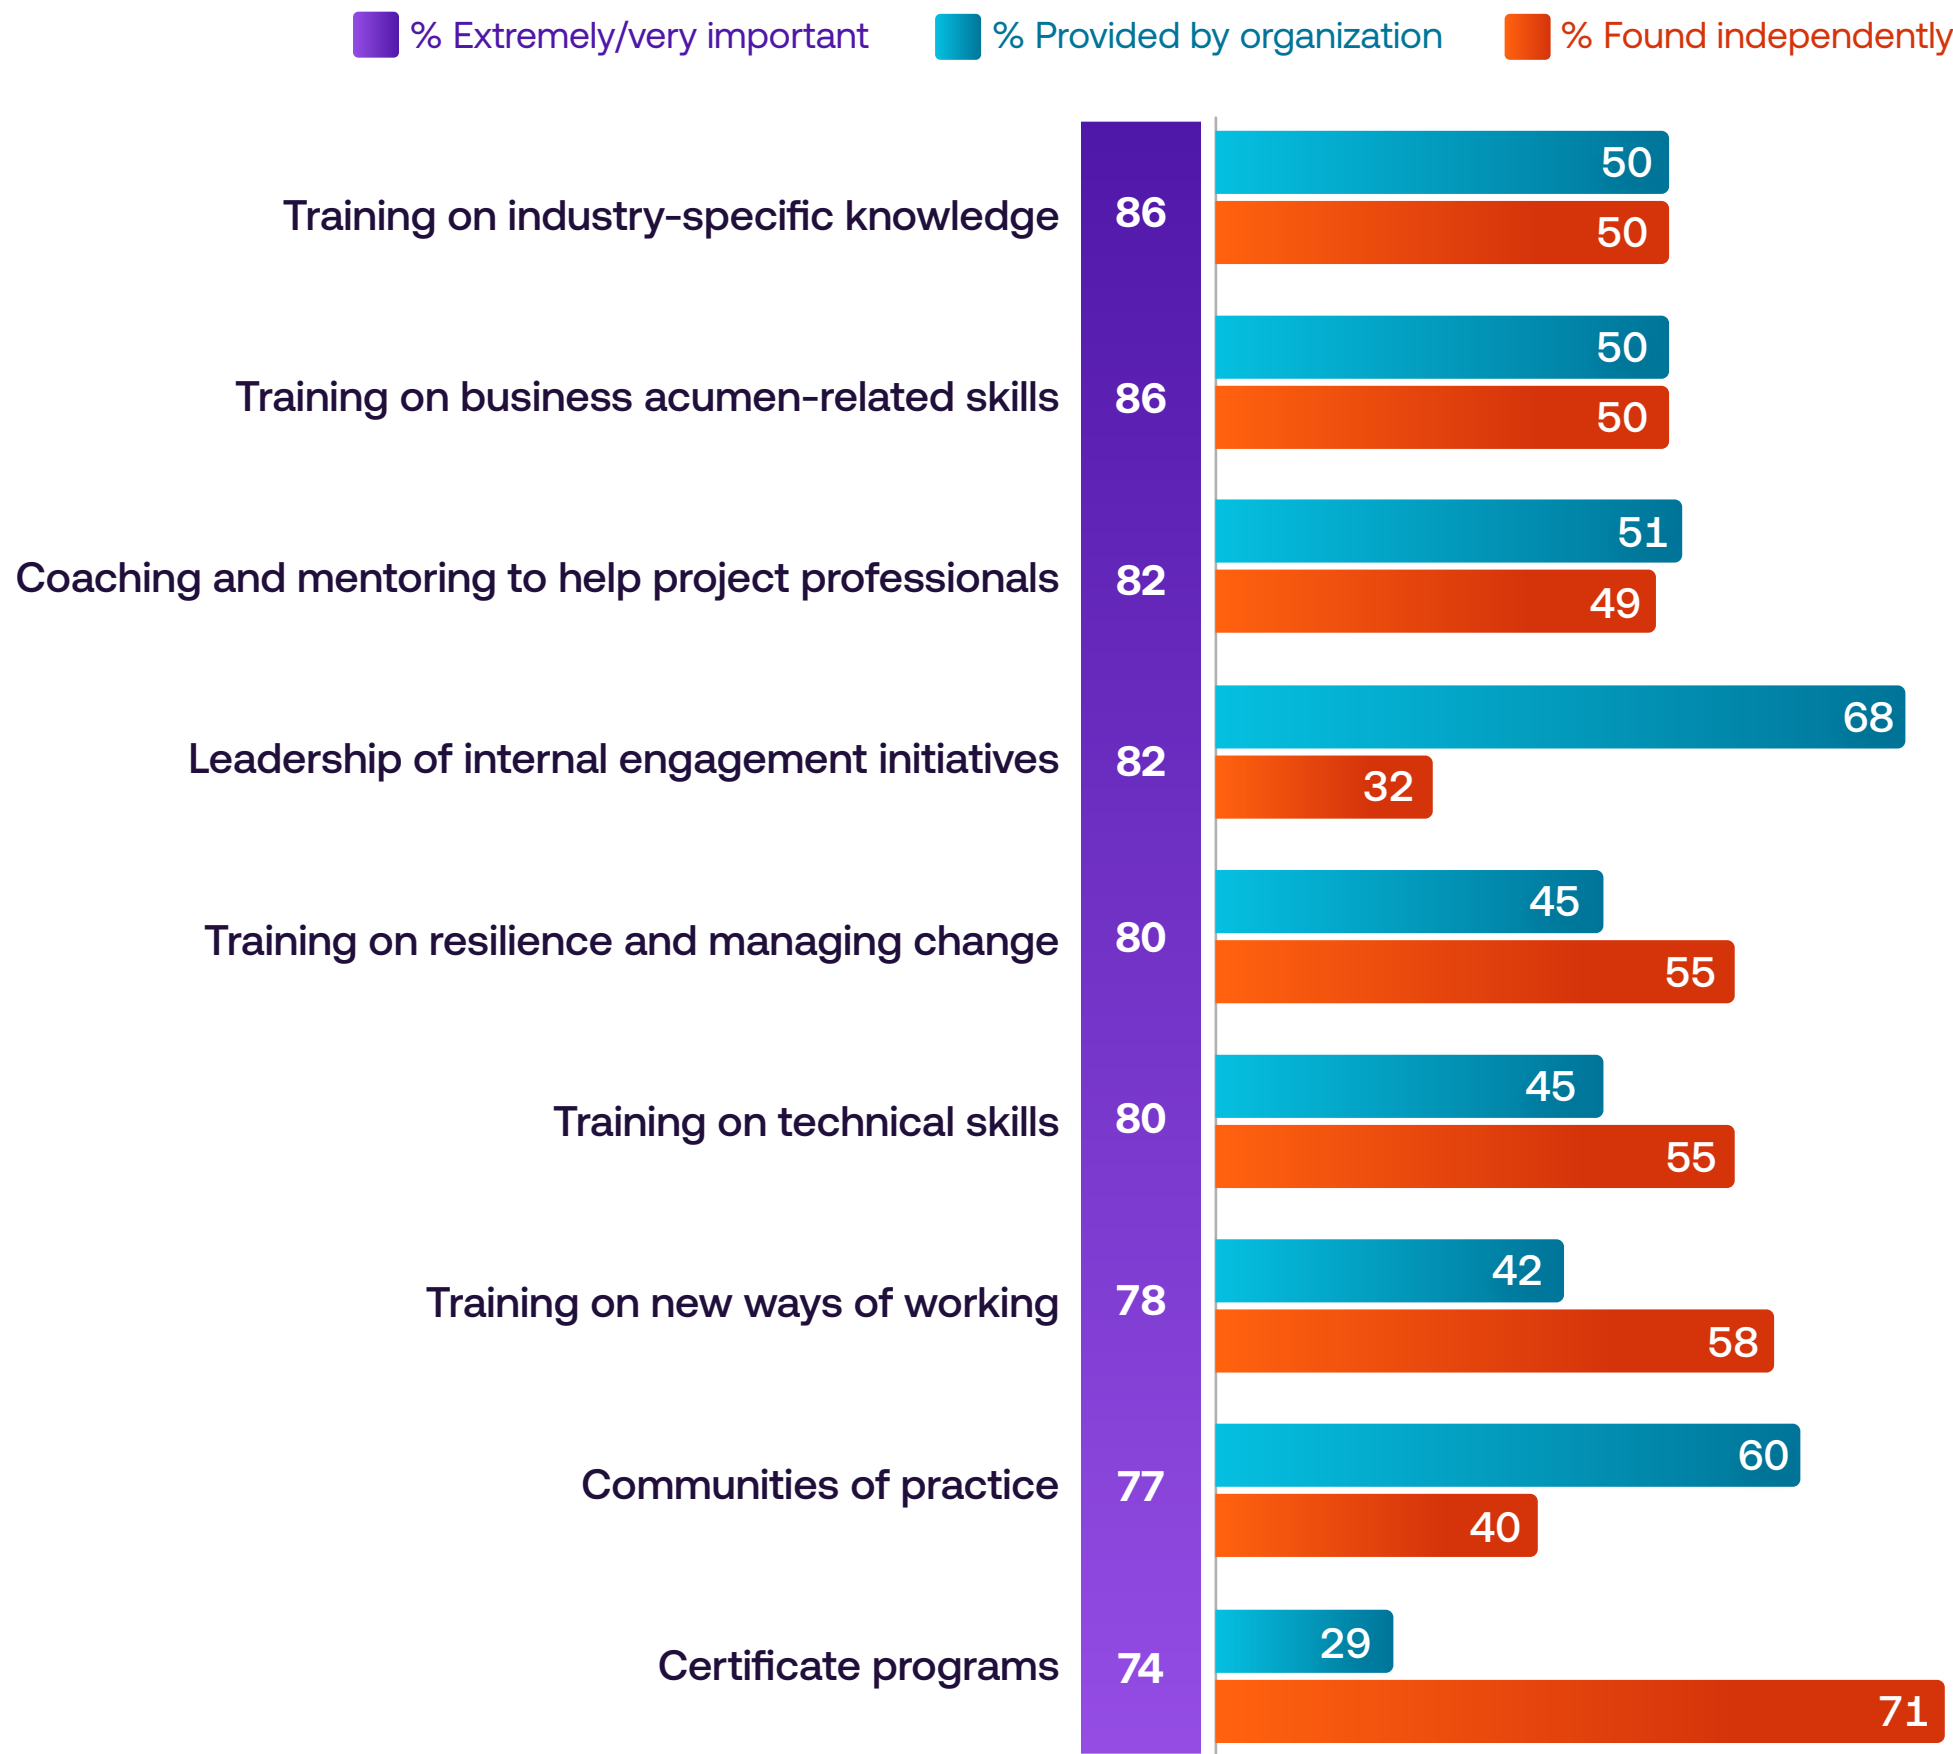 % Extremely/very important
% Provided by organization
% Found independently
Training on industry-specific knowledge
86
50
50
Training on business acumen-related skills
86
50
50
Coaching and mentoring to help project professionals
82
51
49
Leadership of internal engagement initiatives
82
68
32
Training on resilience and managing change
80
45
55
Training on technical skills
80
45
55
Training on new ways of working
78
42
58
Communities of practice
77
60
40
Certificate programs
74
29
71